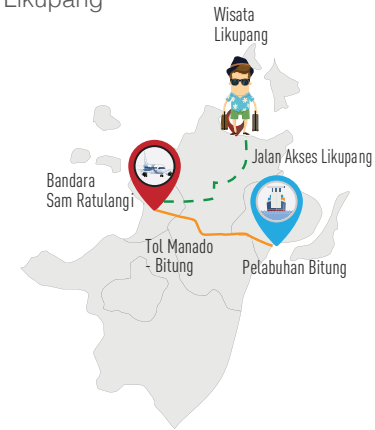 Likupang
Wisata
Likupang
Jalan Akses Likupang
Bandara
Sam Ratulangi
Tol Manado
- Bitung
Pelabuhan Bitung